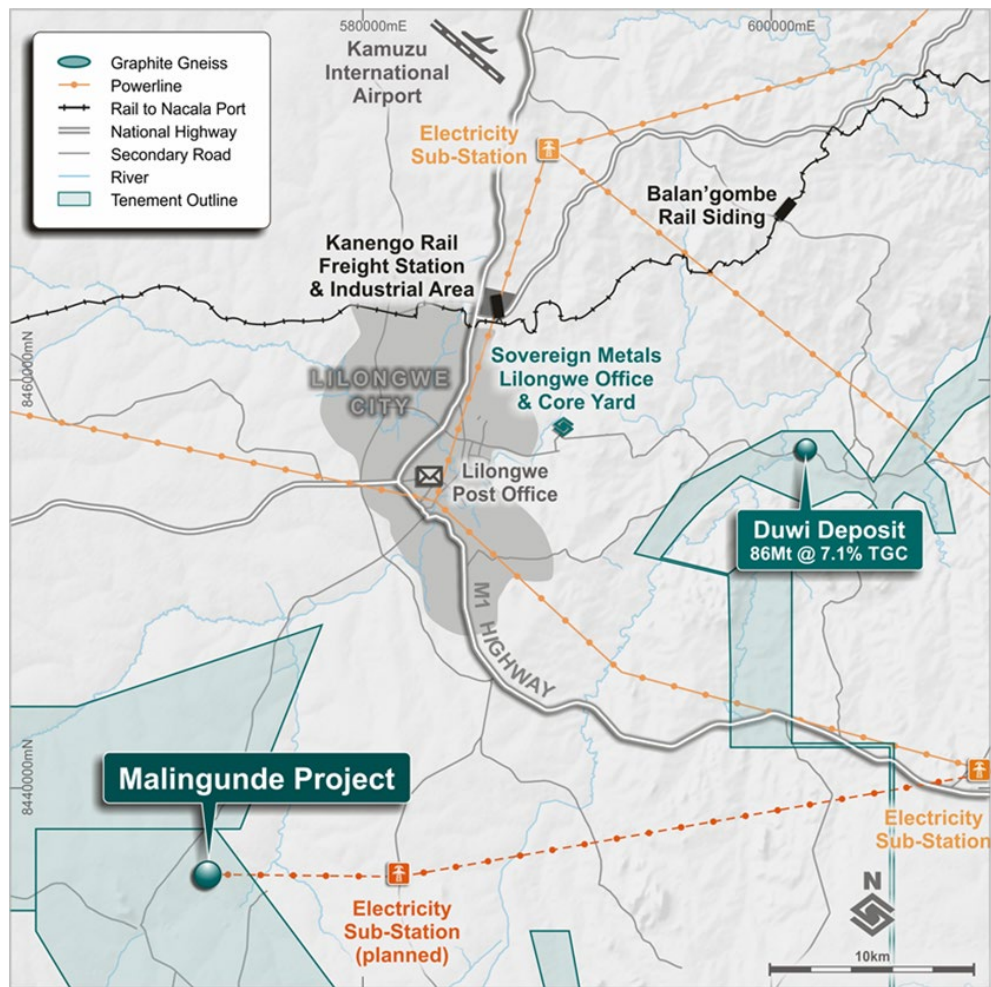 580000mE
600000mE
Kamuzu
International
Airport
Graphite Gneiss
Powerline
Rail to Nacala Port
National Highway
Secondary Road
River
Tenement Outline
Electricity
Sub-Station
Balan'gombe
Rail Siding
Kanengo Rail
Freight Station
& Industrial Area
8460000mN
LILONGWE
CITY
Sovereign Metals
Lilongwe Office
& Core Yard
Lilongwe
Post Office
Duwi Deposit
86Mt @ 7.1% TGC
M1 HIGHWAY
8440000mN
Malingunde Project
Electricity
Sub-Station
Electricity
Sub-Station
(planned)
N
10km